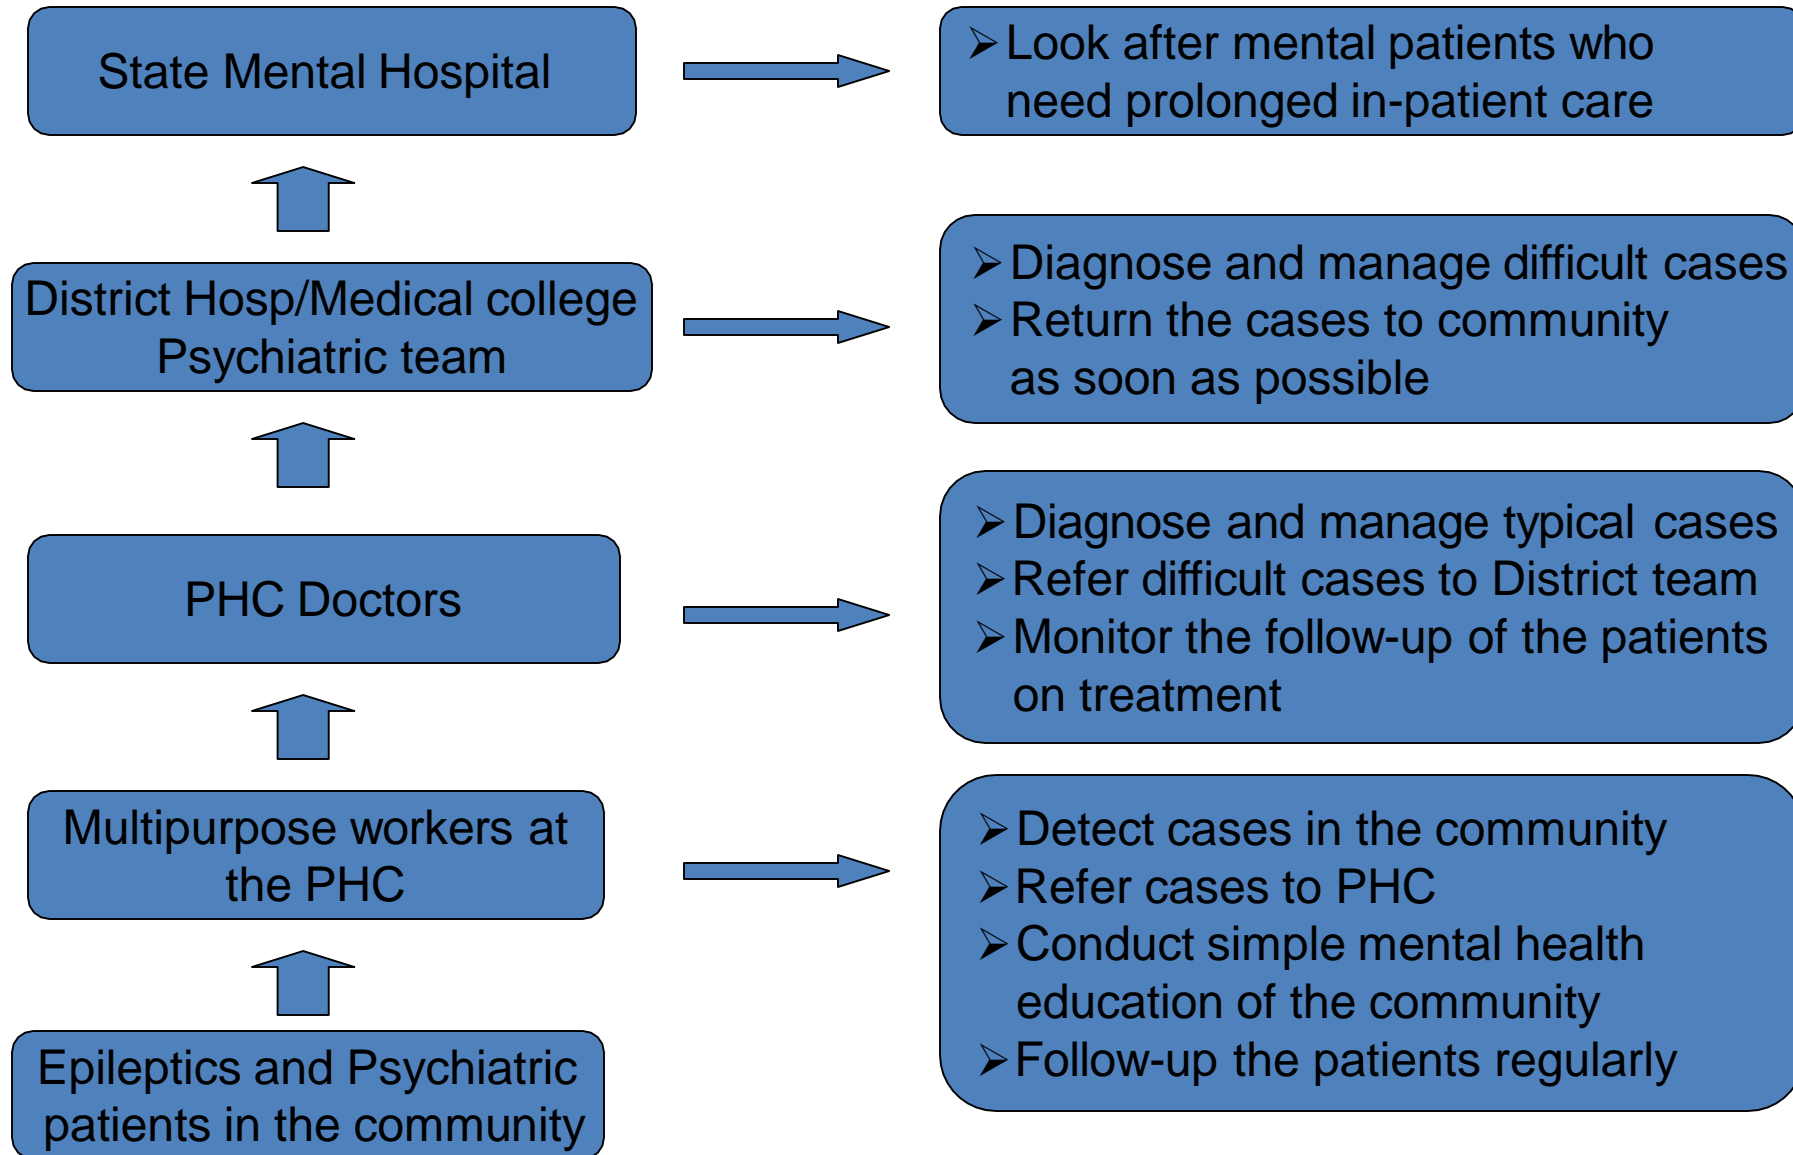 State Mental Hospital
➢ Look after mental patients who
need prolonged in-patient care
District Hosp/Medical college
Psychiatric team
➢ Diagnose and manage difficult cases
➢ Return the cases to community
as soon as possible
PHC Doctors
➢ Diagnose and manage typical cases
➢ Refer difficult cases to District team
➢ Monitor the follow-up of the patients
on treatment
Multipurpose workers at
the PHC
➢ Detect cases in the community
➢ Refer cases to PHC
➢ Conduct simple mental health
education of the community
➢ Follow-up the patients regularly
Epileptics and Psychiatric
patients in the community